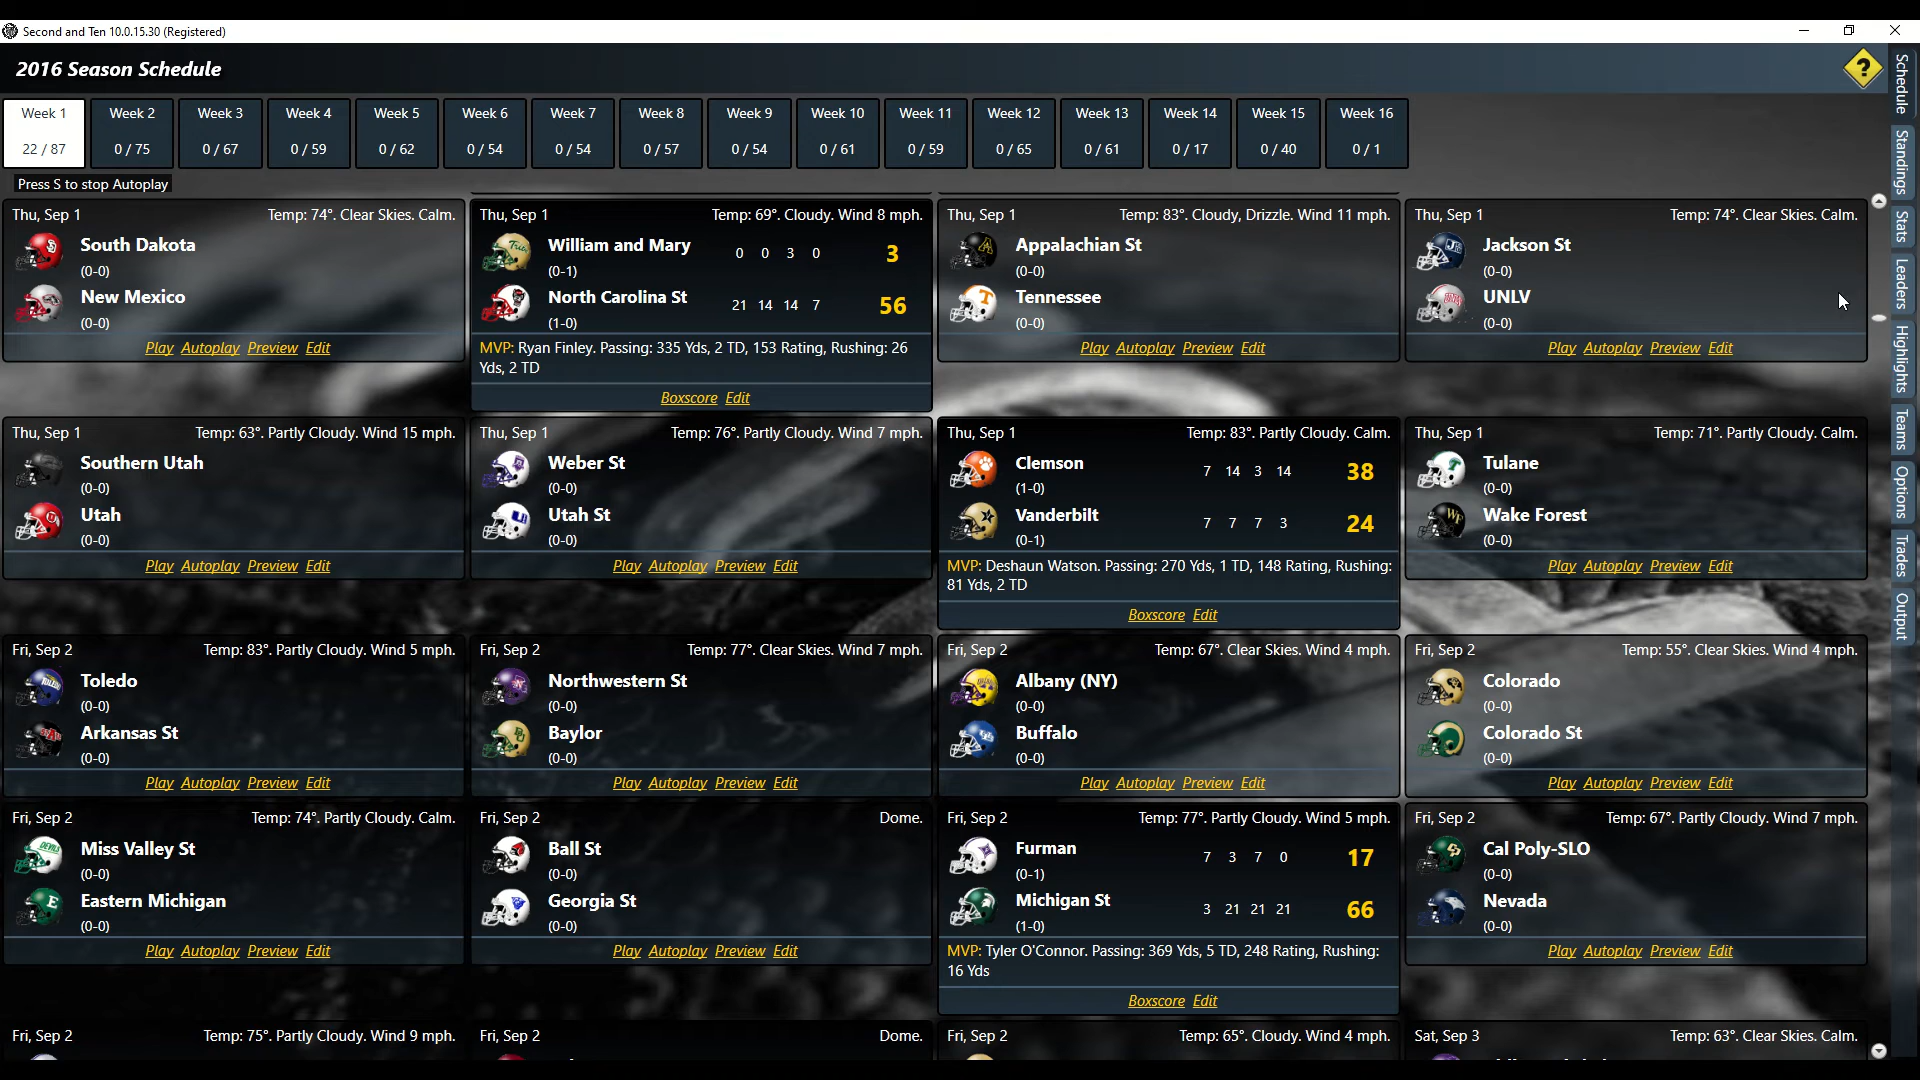 Second and Ten 10.0.15.30 (Registered)
2016 Season Schedule
?
Week 1 Week 2 Week 3 Week 4 Week 5 Week 6 Week 7 Week 8 Week 9 Week 10 Week 11 Week 12 Week 13 Week 14 Week 15 Week 16
22 / 87 0 / 75 0 / 67 0 / 59 0 / 62 0 / 54 0 / 54 0 / 57 0 / 54 0 / 61 0 / 59 0 / 65 0 / 61 0 / 17 0 / 40 0 / 1
Press S to stop Autoplay
Thu, Sep 1 Temp: 74°. Clear Skies. Calm.
South Dakota
(0-0)
New Mexico
(0-0)
Play Autoplay Preview Edit
Thu, Sep 1 Temp: 69°. Cloudy. Wind 8 mph.
William and Mary 0 0 3 0 3
(0-1)
North Carolina St 21 14 14 7 56
(1-0)
MVP: Ryan Finley. Passing: 335 Yds, 2 TD, 153 Rating, Rushing: 26
Yds, 2 TD
Boxscore Edit
Thu, Sep 1 Temp: 83°. Cloudy, Drizzle. Wind 11 mph.
Appalachian St
(0-0)
Tennessee
(0-0)
Play Autoplay Preview Edit
Thu, Sep 1 Temp: 74°. Clear Skies. Calm.
Jackson St
(0-0)
UNLV
(0-0)
Play Autoplay Preview Edit
Thu, Sep 1 Temp: 63°. Partly Cloudy. Wind 15 mph.
Southern Utah
(0-0)
Utah
(0-0)
Play Autoplay Preview Edit
Thu, Sep 1 Temp: 76°. Partly Cloudy. Wind 7 mph.
Weber St
(0-0)
Utah St
(0-0)
Play Autoplay Preview Edit
Thu, Sep 1 Temp: 83°. Partly Cloudy. Calm.
Clemson 7 14 3 14 38
(1-0)
Vanderbilt 7 7 7 3 24
(0-1)
MVP: Deshaun Watson. Passing: 270 Yds, 1 TD, 148 Rating, Rushing:
81 Yds, 2 TD
Boxscore Edit
Thu, Sep 1 Temp: 71°. Partly Cloudy. Calm.
Tulane
(0-0)
Wake Forest
(0-0)
Play Autoplay Preview Edit
Fri, Sep 2 Temp: 83°. Partly Cloudy. Wind 5 mph.
Toledo
(0-0)
Arkansas St
(0-0)
Play Autoplay Preview Edit
Fri, Sep 2 Temp: 77°. Clear Skies. Wind 7 mph.
Northwestern St
(0-0)
Baylor
(0-0)
Play Autoplay Preview Edit
Fri, Sep 2 Temp: 67°. Clear Skies. Wind 4 mph.
Albany (NY)
(0-0)
Buffalo
(0-0)
Play Autoplay Preview Edit
Fri, Sep 2 Temp: 55°. Clear Skies. Wind 4 mph.
Colorado
(0-0)
Colorado St
(0-0)
Play Autoplay Preview Edit
Fri, Sep 2 Temp: 74°. Partly Cloudy. Calm.
Miss Valley St
(0-0)
Eastern Michigan
(0-0)
Play Autoplay Preview Edit
Fri, Sep 2 Dome.
Ball St
(0-0)
Georgia St
(0-0)
Play Autoplay Preview Edit
Fri, Sep 2 Temp: 77°. Partly Cloudy. Wind 5 mph.
Furman 7 3 7 0 17
(0-1)
Michigan St 3 21 21 21 66
(1-0)
MVP: Tyler O'Connor. Passing: 369 Yds, 5 TD, 248 Rating, Rushing:
16 Yds
Boxscore Edit
Fri, Sep 2 Temp: 67°. Partly Cloudy. Wind 7 mph.
Cal Poly-SLO
(0-0)
Nevada
(0-0)
Play Autoplay Preview Edit
Fri, Sep 2 Temp: 75°. Partly Cloudy. Wind 9 mph.
Fri, Sep 2 Dome.
Fri, Sep 2 Temp: 65°. Cloudy. Wind 4 mph.
Sat, Sep 3 Temp: 63°. Clear Skies. Calm.
Schedule
Standings
Stats
Leaders
Highlights
Teams
Options
Trades
Output